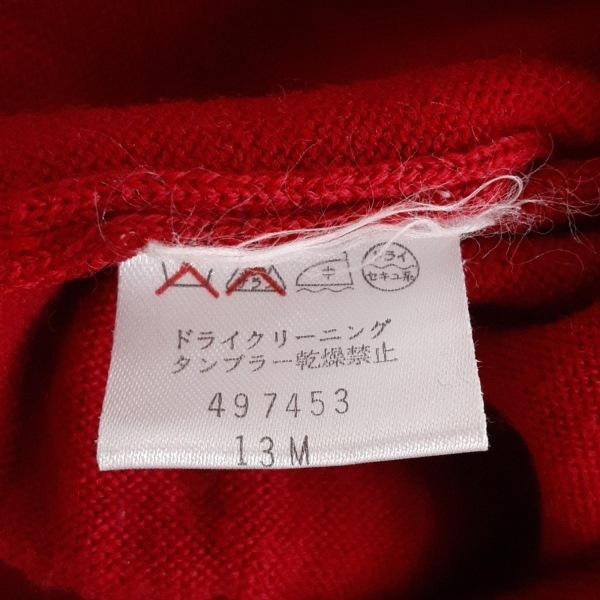 中 ドライ セキユ系
ドライクリーニング
タンブラー乾燥禁止
497453
13M